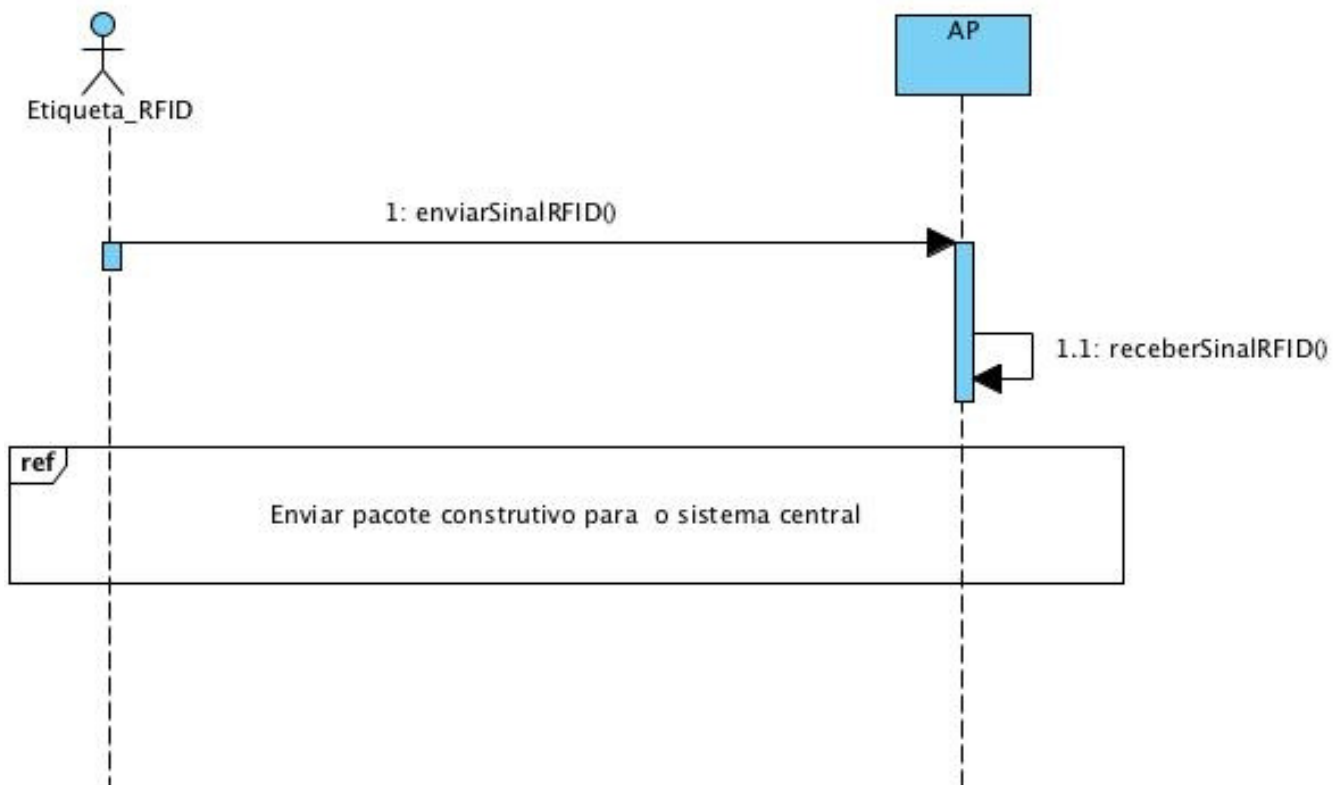 AP
Etiqueta_RFID
1: enviarSinalRFID()
1.1: receberSinalRFID()
ref
Enviar pacote construtivo para  o sistema central